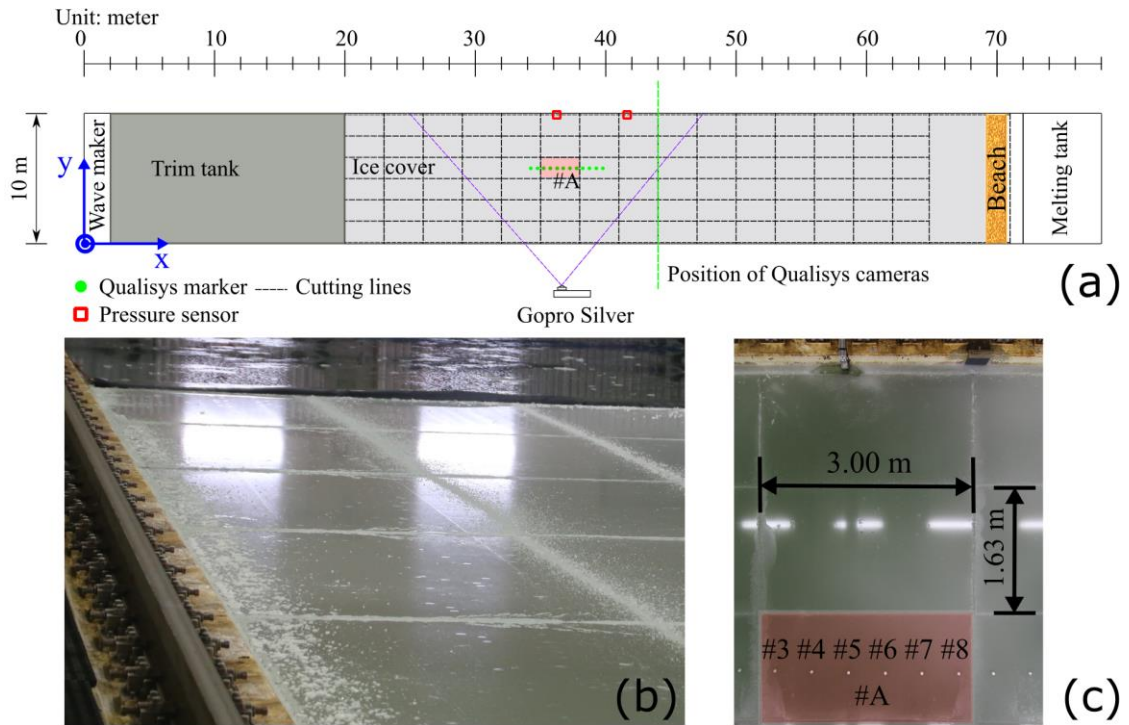 Unit: meter
0 10 20 30 40 50 60 70
10 m
Wave maker
y
x
Trim tank
Ice cover
#A
Beach
Melting tank
Position of Qualisys cameras
Qualisys marker Cutting lines
Pressure sensor
Gopro Silver
(a)
(b)
3.00 m
1.63 m
#3 #4 #5 #6 #7 #8
#A
(c)